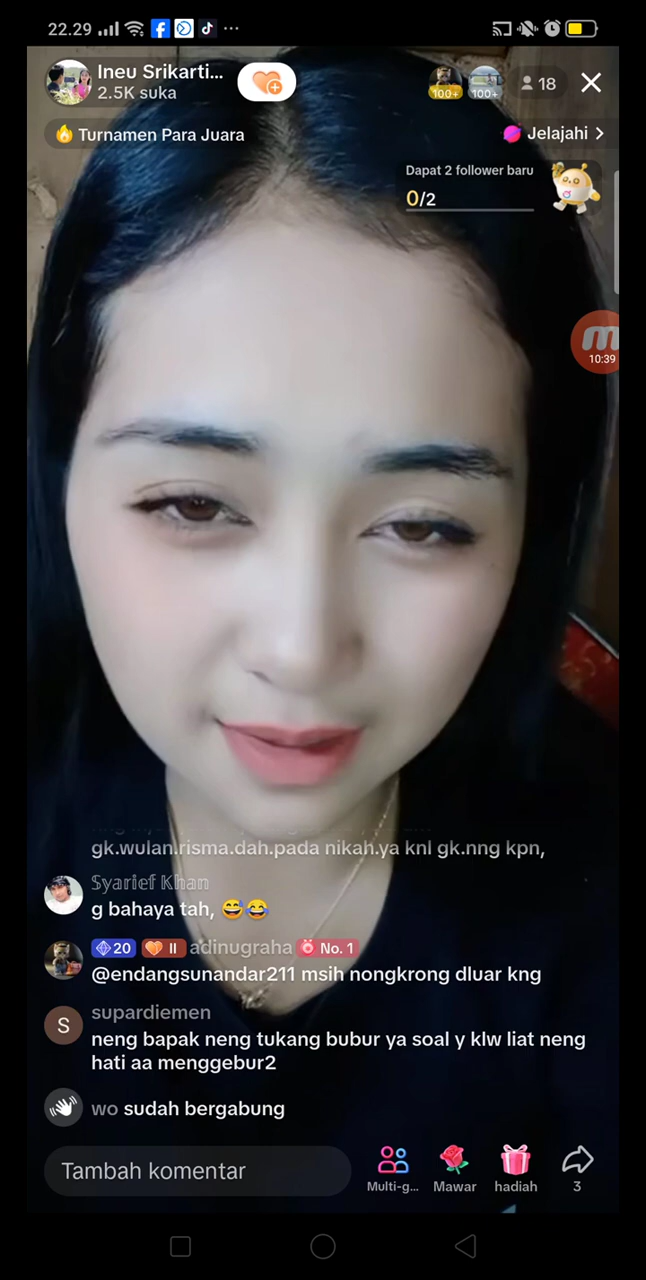 22.29
Ineu Srikarti...
2.5K suka
100+
100+
18
Turnamen Para Juara
Jelajahi >
Dapat 2 follower baru
0/2
10:39
gk.wulan.risma.dah.pada nikah.ya knl gk.nng kpn,
Syarief Khan
g bahaya tah, 😅😂
20 II adinugraha No. 1
@endangsunandar211 msih nongkrong dluar kng
S
supardiemen
neng bapak neng tukang bubur ya soal y klw liat neng
hati aa menggebur2
wo sudah bergabung
Tambah komentar
Multi-g...
Mawar
hadiah
3